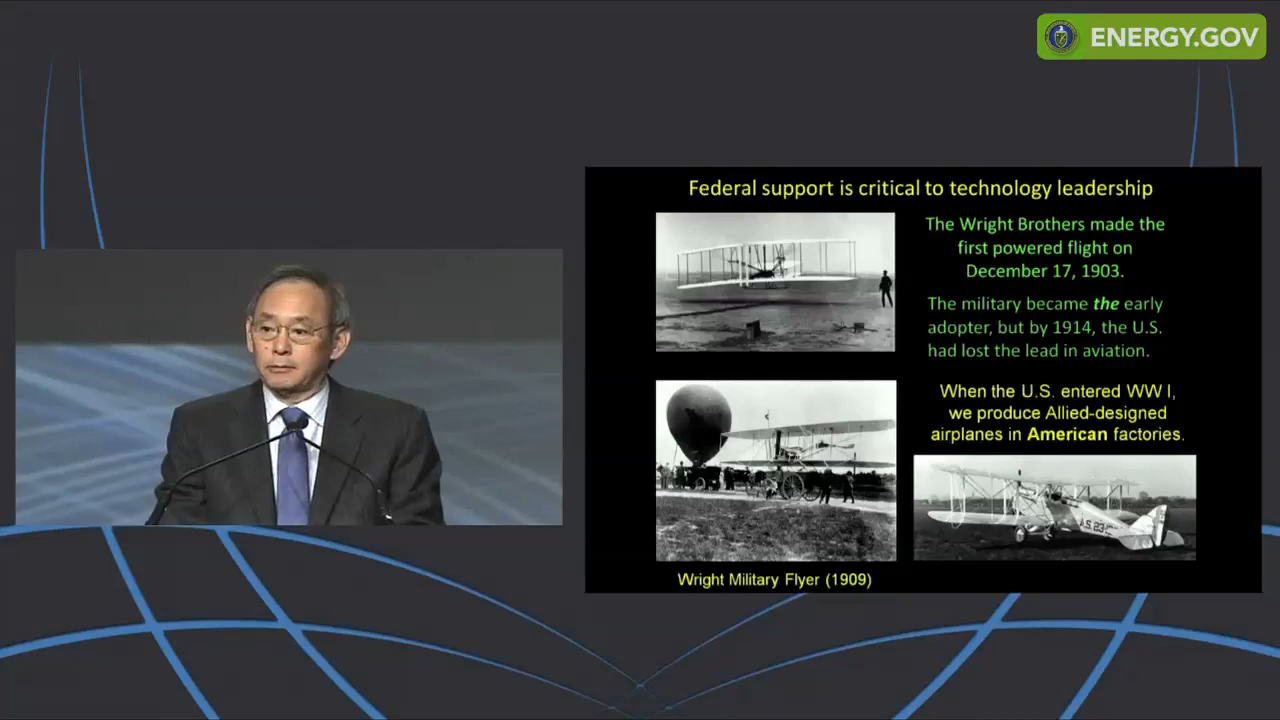 ENERGY.GOV
Federal support is critical to technology leadership
The Wright Brothers made the
first powered flight on
December 17, 1903.
The military became the early
adopter, but by 1914, the U.S.
had lost the lead in aviation.
When the U.S. entered WW I,
we produce Allied-designed
airplanes in American factories.
Wright Military Flyer (1909)